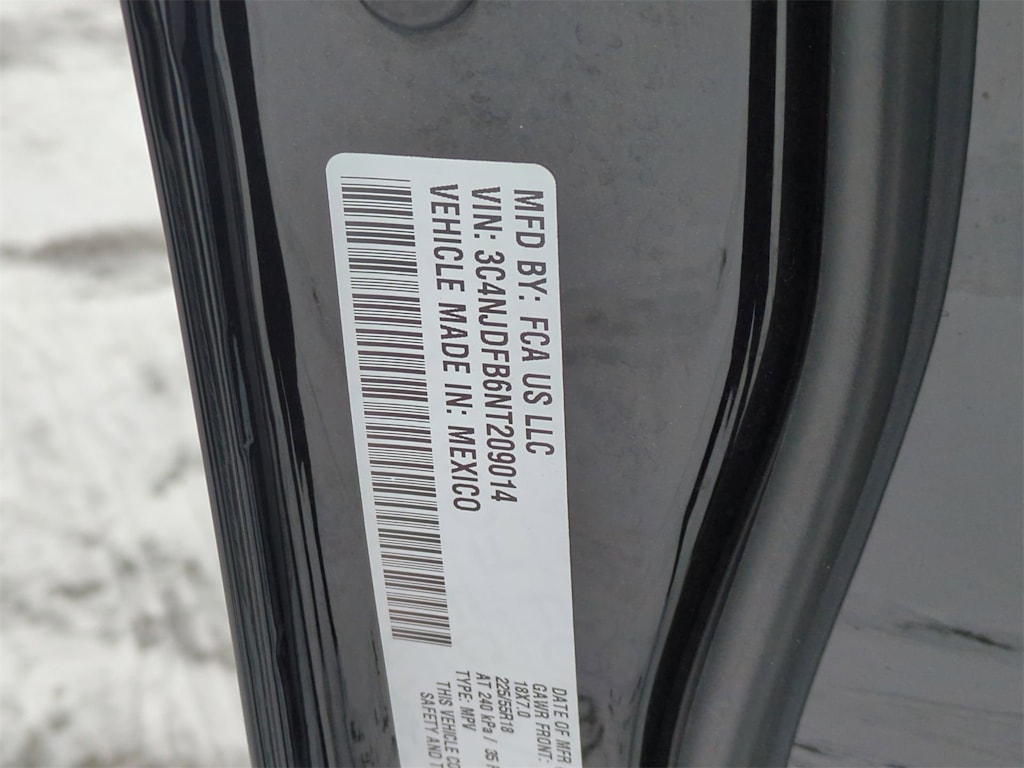 MFD BY: FCA US LLC
VIN: 3C4NJDFB6NT209014
VEHICLE MADE IN: MEXICO
DATE OF MFR
GAWR FRONT:
18X7.0
225/55R18
AT 240 kPa / 35
TYPE: MPV
THIS VEHICLE
SAFETY AND